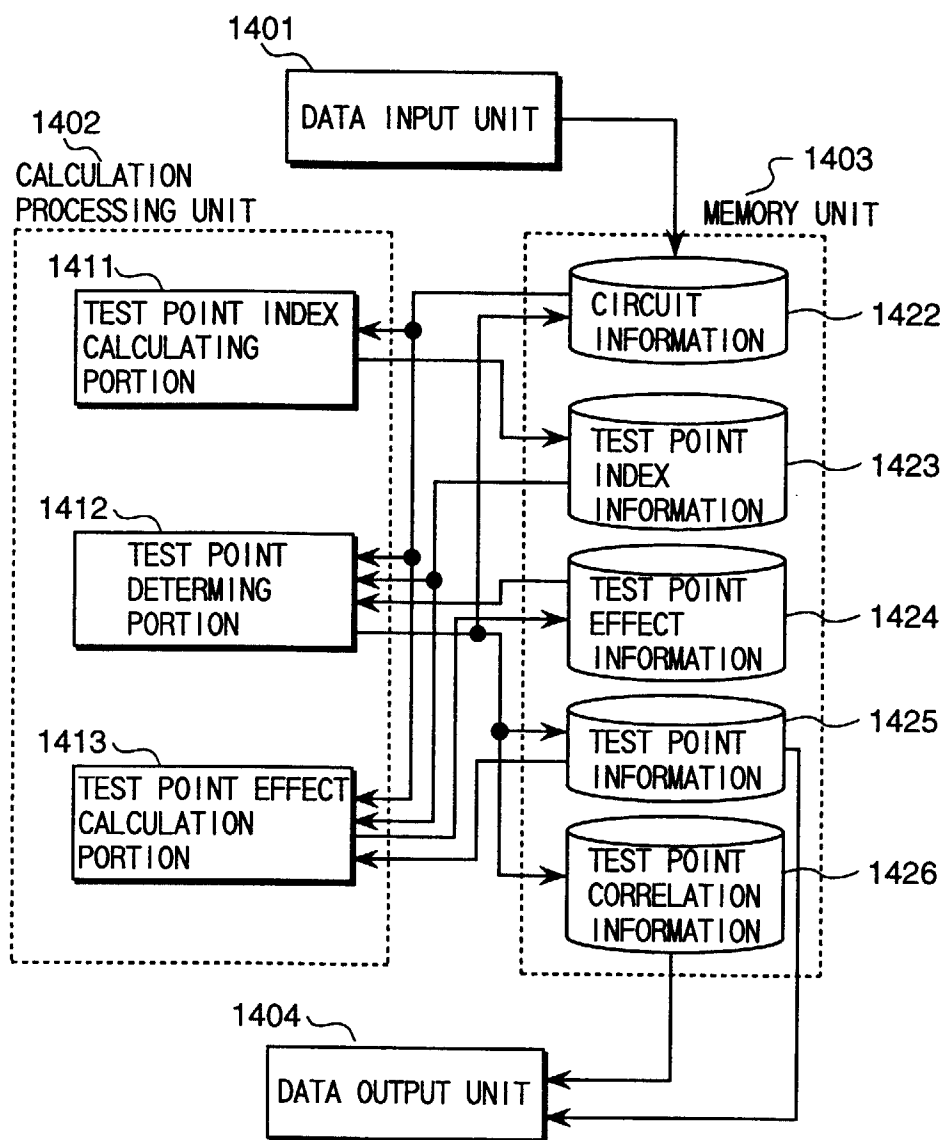 1401
DATA INPUT UNIT
1402
CALCULATION
PROCESSING UNIT
1403
MEMORY UNIT
1411
TEST POINT INDEX
CALCULATING
PORTION
CIRCUIT
INFORMATION
1422
TEST POINT
INDEX
INFORMATION
1423
1412
TEST POINT
DETERMING
PORTION
TEST POINT
EFFECT
INFORMATION
1424
1413
TEST POINT EFFECT
CALCULATION
PORTION
TEST POINT
INFORMATION
1425
TEST POINT
CORRELATION
INFORMATION
1426
1404
DATA OUTPUT UNIT